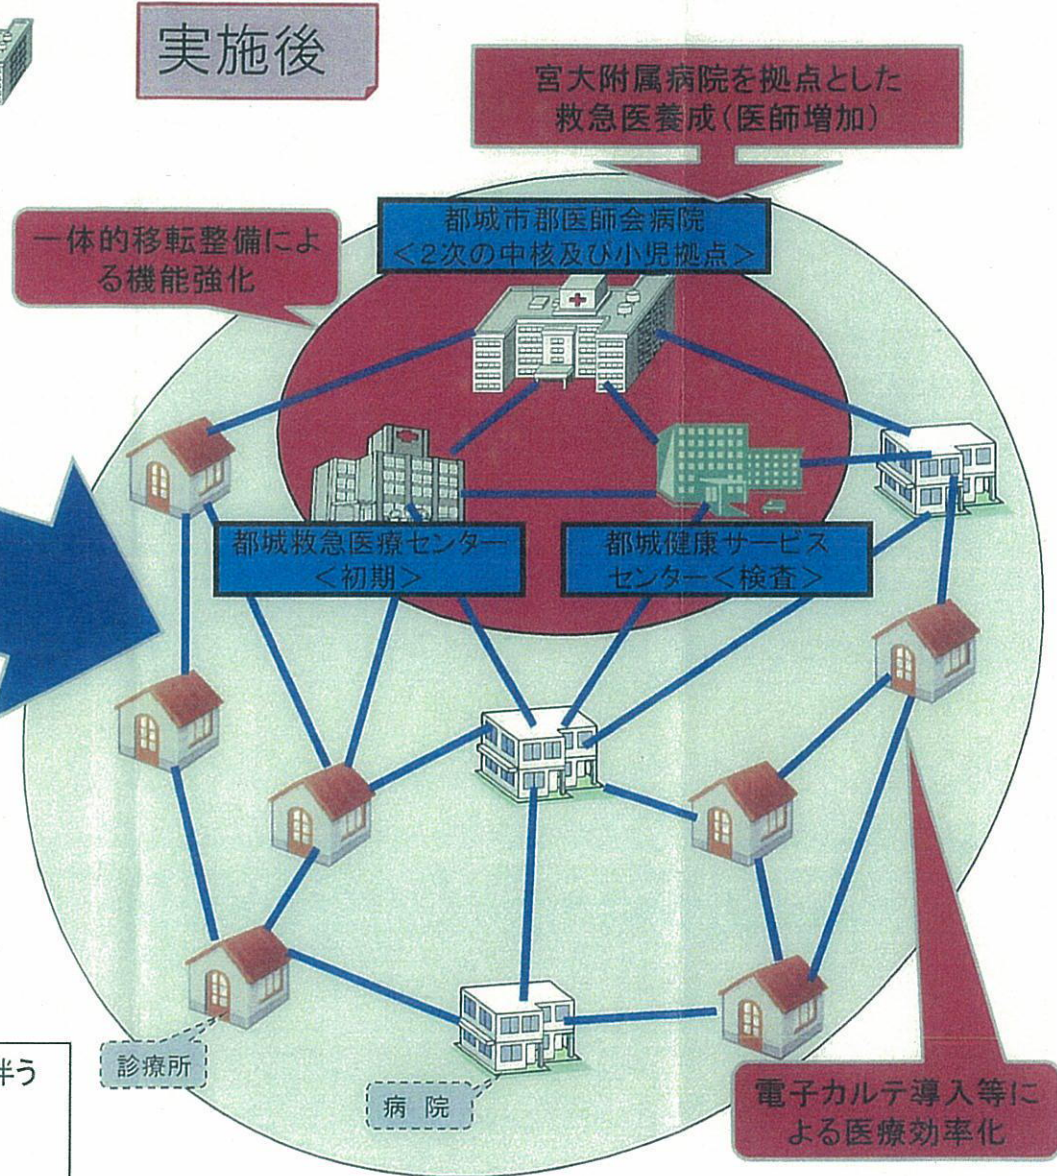 実施後
宮大附属病院を拠点とした
救急医養成(医師増加)
都城市郡医師会病院
<2次の中核及び小児拠点>
一体的移転整備によ
る機能強化
都城救急医療センター
<初期>
都城健康サービス
センター<検査>
診療所
病 院
伴う
電子カルテ導入等に
よる医療効率化